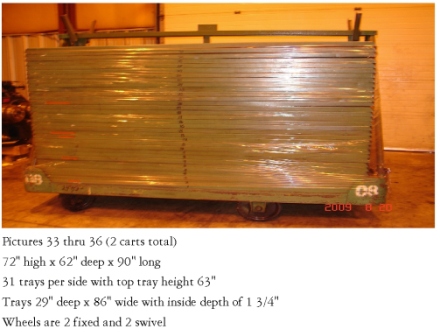 08
08
2009
Pictures 33 thru 36 (2 carts total)
72" high x 62" deep x 90" long
31 trays per side with top tray height 63"
Trays 29" deep x 86" wide with inside depth of 1 3/4"
Wheels are 2 fixed and 2 swivel